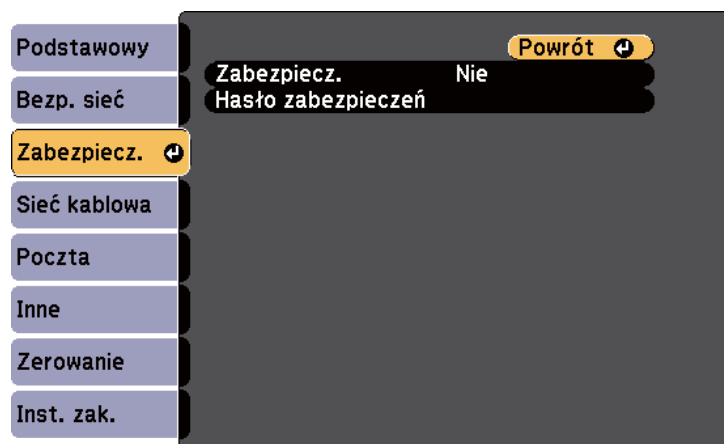 Podstawowy
Bezp. sieć
Zabezpiecz.
Sieć kablowa
Poczta
Inne
Zerowanie
Inst. zak.
Powrót
Zabezpiecz. Nie
Hasło zabezpieczeń